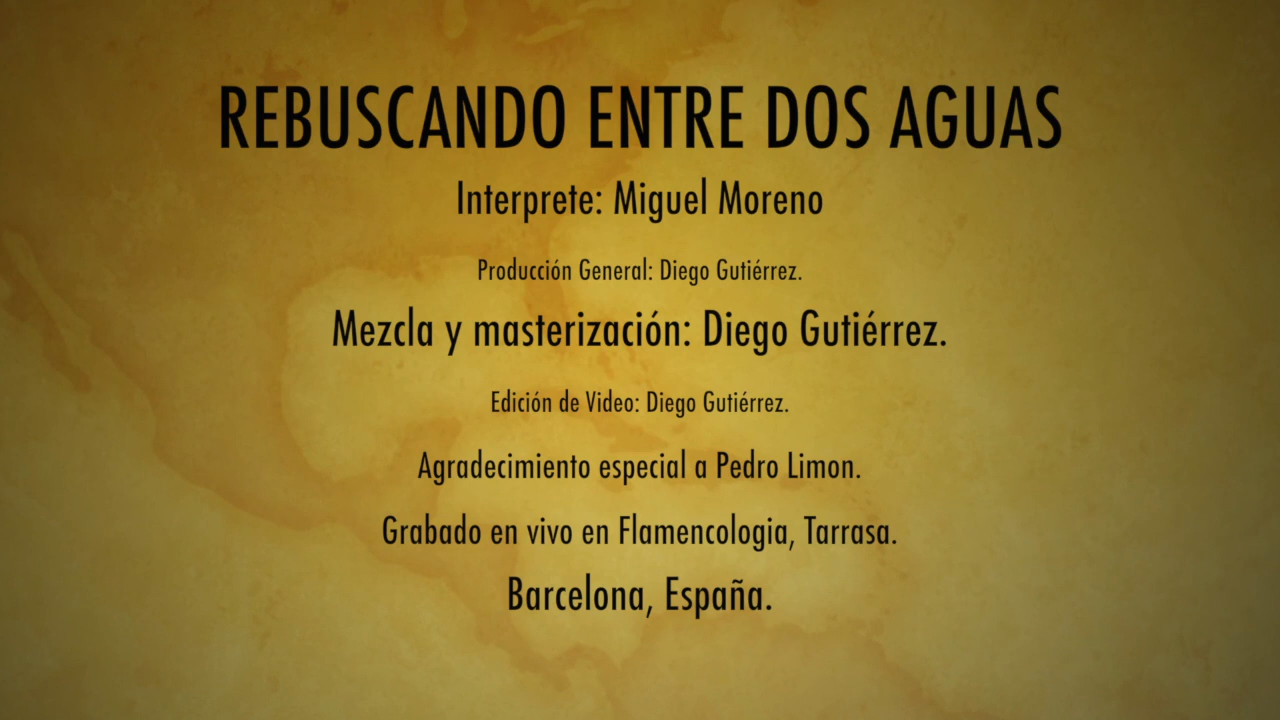 REBUSCANDO ENTRE DOS AGUAS
Interprete: Miguel Moreno
Producción General: Diego Gutiérrez.
Mezcla y masterización: Diego Gutiérrez.
Edición de Video: Diego Gutiérrez.
Agradecimiento especial a Pedro Limon.
Grabado en vivo en Flamencologia, Tarrasa.
Barcelona, España.